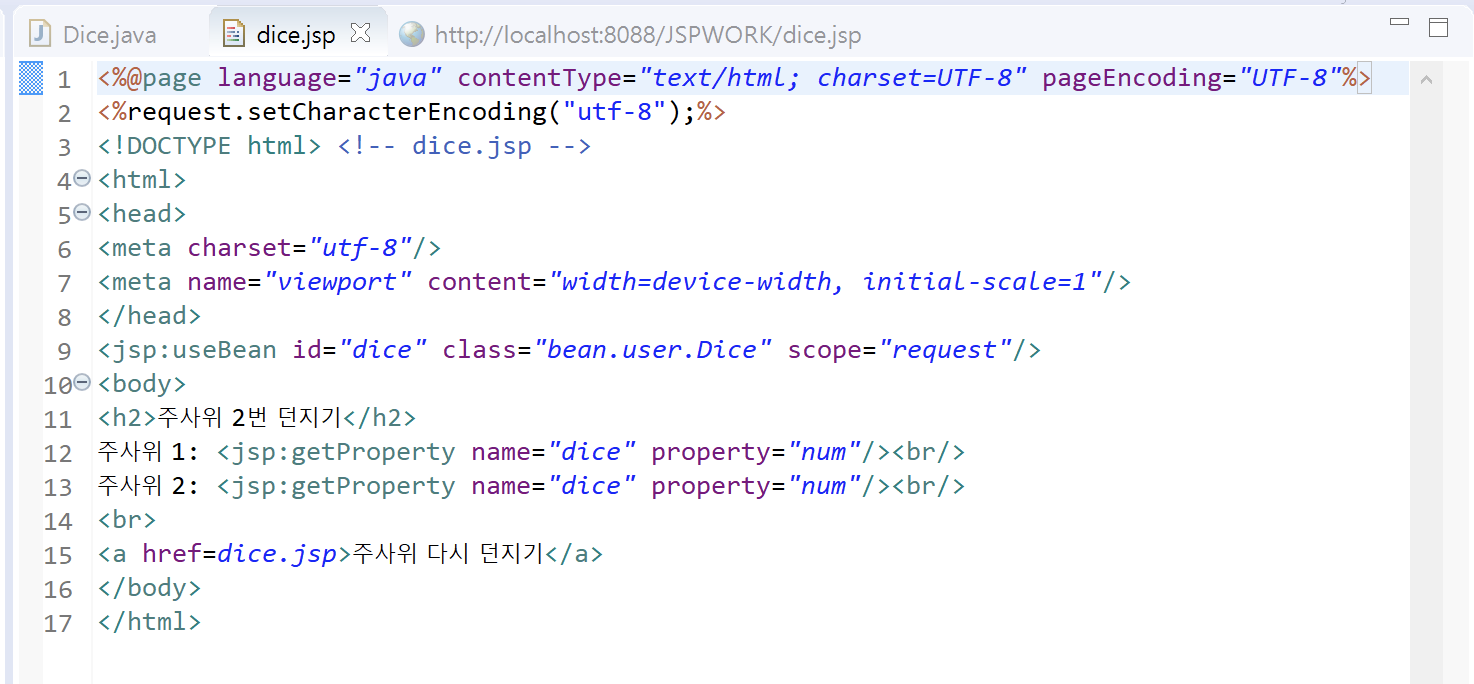 Dice.java dice.jsp http://localhost:8088/JSPWORK/dice.jsp
1 <%@page language="java" contentType="text/html; charset=UTF-8" pageEncoding="UTF-8"%>
2 <%request.setCharacterEncoding("utf-8");%>
3 <!DOCTYPE html> <!-- dice.jsp -->
4 <html>
5 <head>
6 <meta charset="utf-8"/>
7 <meta name="viewport" content="width=device-width, initial-scale=1"/>
8 </head>
9 <jsp:useBean id="dice" class="bean.user.Dice" scope="request"/>
10 <body>
11 <h2>주사위 2번 던지기</h2>
12 주사위 1: <jsp:getProperty name="dice" property="num"/><br/>
13 주사위 2: <jsp:getProperty name="dice" property="num"/><br/>
14 <br>
15 <a href=dice.jsp>주사위 다시 던지기</a>
16 </body>
17 </html>